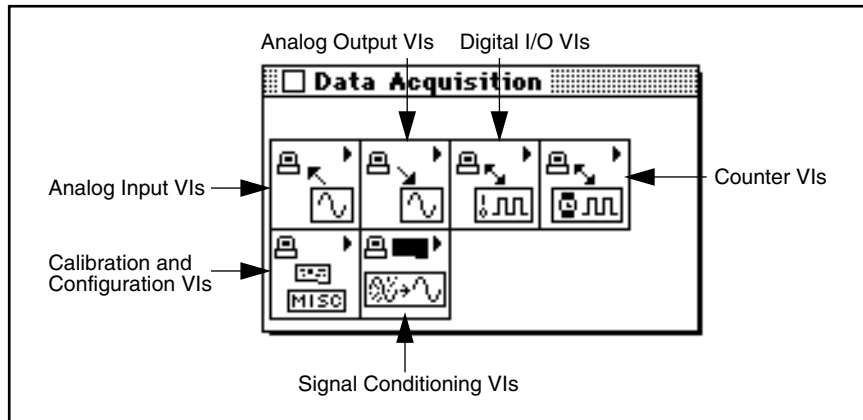 Analog Output VIs
Digital I/O VIs
Data Acquisition
Analog Input VIs
Counter VIs
Calibration and
Configuration VIs
MISC
Signal Conditioning VIs